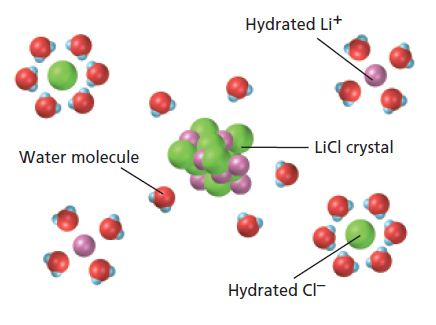 Hydrated Li⁺
LiCl crystal
Water molecule
Hydrated Cl⁻